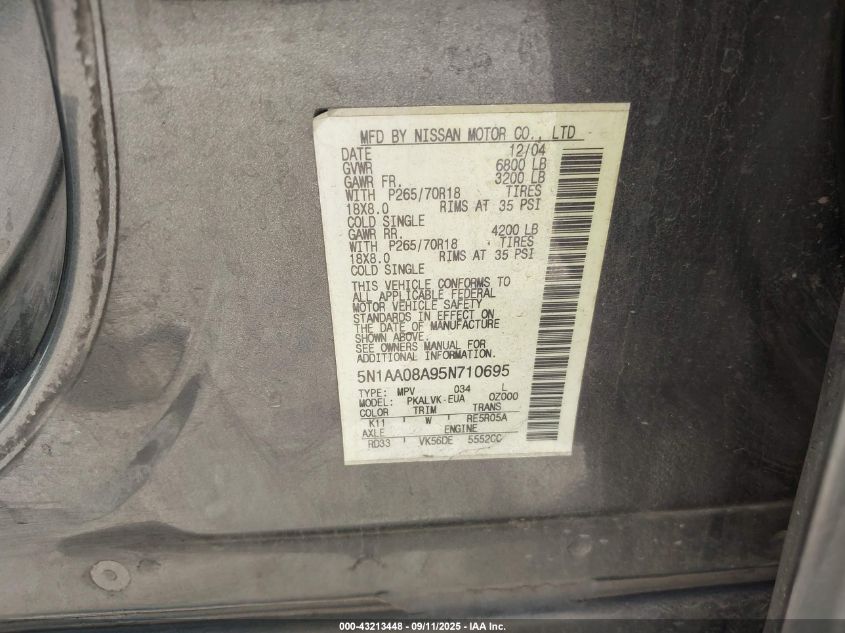 MFD BY NISSAN MOTOR CO., LTD
DATE 12/04
GVWR 6800 LB
GAWR FR. 3200 LB
WITH P265/70R18 TIRES
18X8.0 RIMS AT 35 PSI
COLD SINGLE
GAWR RR. 4200 LB
WITH P265/70R18 TIRES
18X8.0 RIMS AT 35 PSI
COLD SINGLE
THIS VEHICLE CONFORMS TO
ALL APPLICABLE FEDERAL
MOTOR VEHICLE SAFETY
STANDARDS IN EFFECT ON
THE DATE OF MANUFACTURE
SHOWN ABOVE.
SEE OWNERS MANUAL FOR
ADDITIONAL INFORMATION
5N1AA08A95N710695
TYPE: MPV 034 L
MODEL: PKALVK-EUA 0Z000
COLOR TRIM TRANS
K11 W RE5R05A
AXLE ENGINE
RD33 VK56DE 5552CC
000-43213448 - 09/11/2025 - IAA Inc.